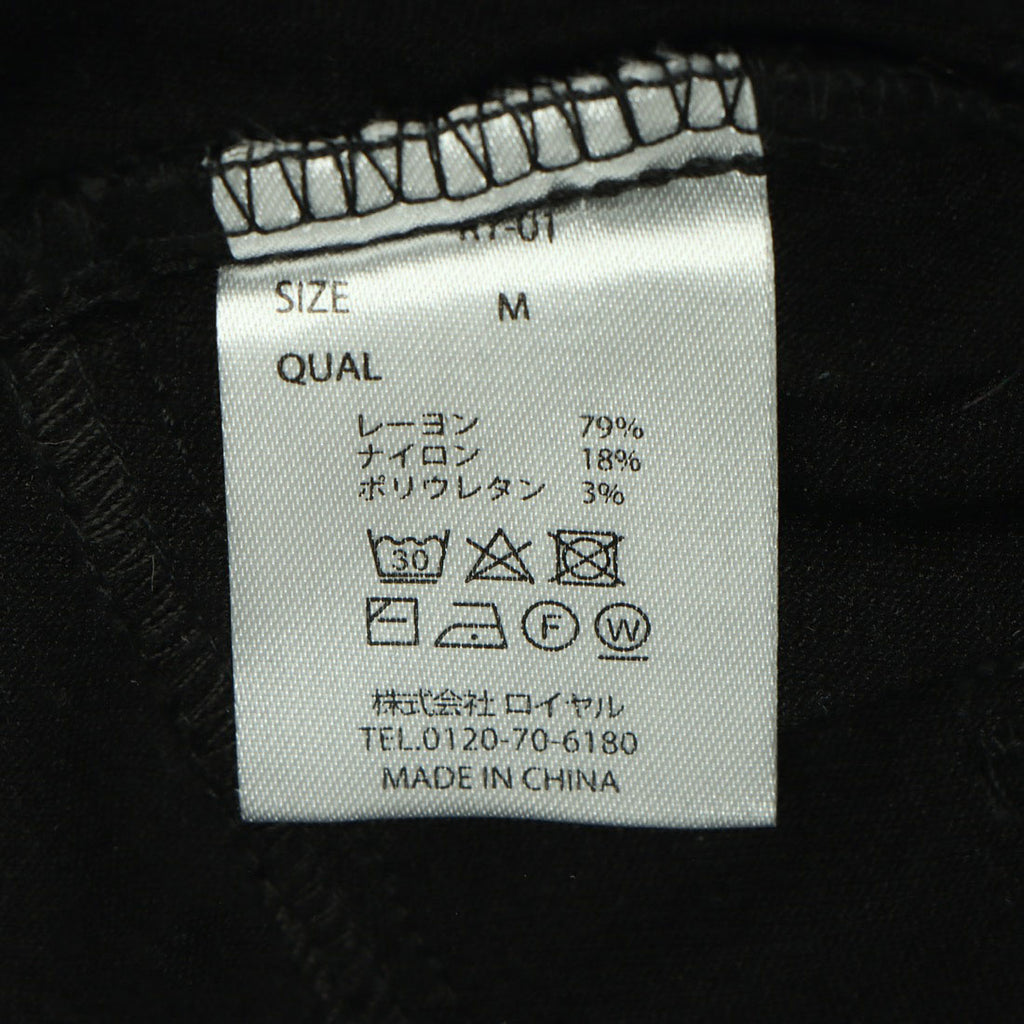 SIZE M
QUAL
レーヨン 79%
ナイロン 18%
ポリウレタン 3%
30
F W
株式会社 ロイヤル
TEL.0120-70-6180
MADE IN CHINA